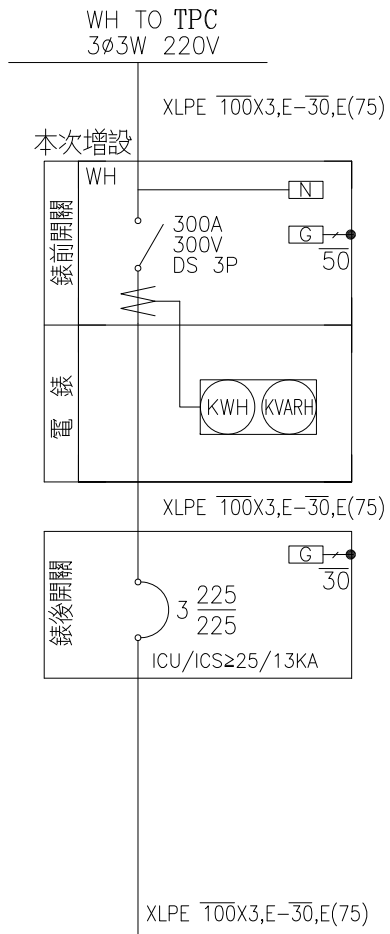 WH TO TPC
3ø3W 220V
XLPE 100X3,E-30,E(75)
本次增設
WH
N
錶前開關
300A
300V
DS 3P
G
50
電錶
KWH
KVARH
XLPE 100X3,E-30,E(75)
錶後開關
G
30
3 225
225
ICU/ICS≥25/13KA
XLPE 100X3,E-30,E(75)